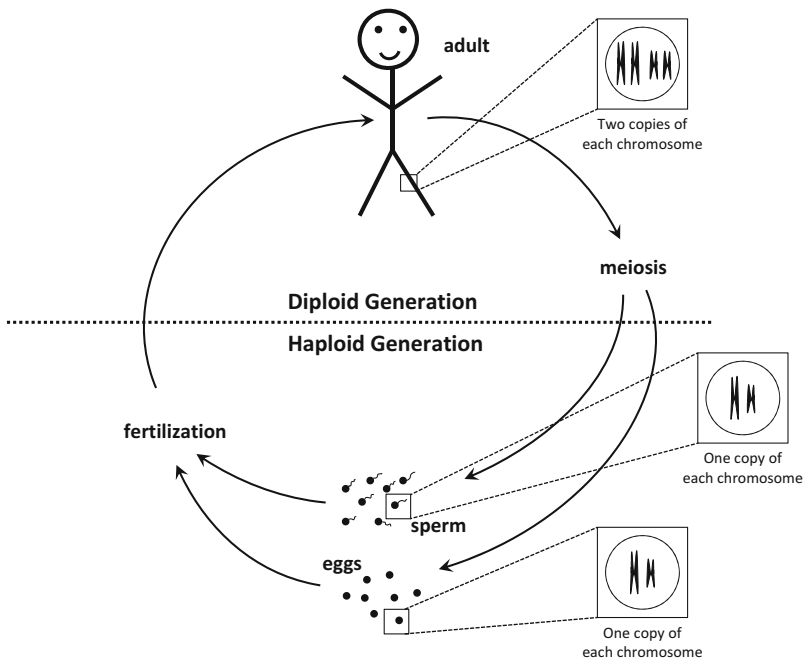 adult
Two copies of
each chromosome
meiosis
Diploid Generation
Haploid Generation
fertilization
One copy of
each chromosome
sperm
eggs
One copy of
each chromosome